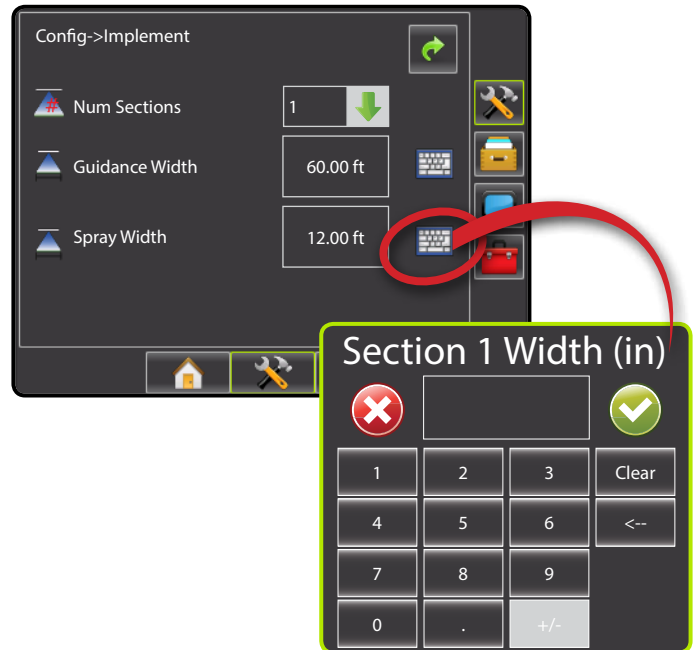 Config->Implement
# Num Sections 1
Guidance Width 60.00 ft
Spray Width 12.00 ft
Section 1 Width (in)
1 2 3 Clear
4 5 6 <--
7 8 9
0 . +/-